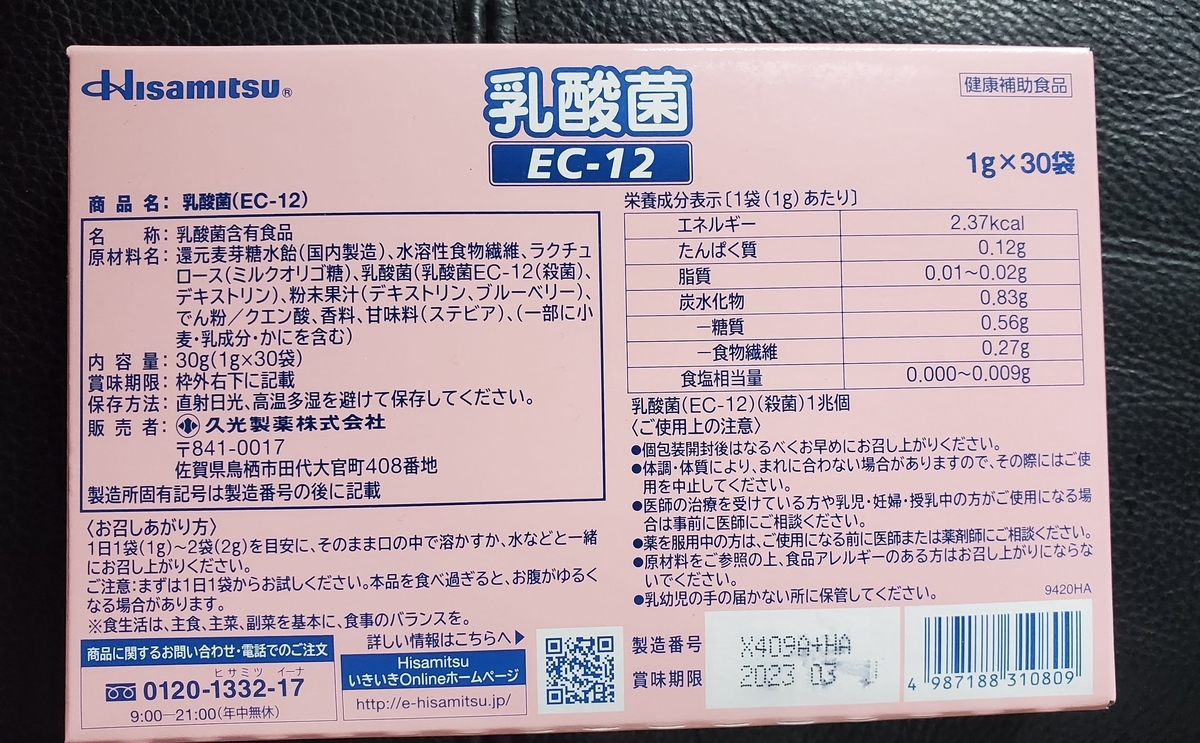 HISAMITSU®
乳酸菌
EC-12
健康補助食品
1g×30袋
商品名：乳酸菌(EC-12)
名称：乳酸菌含有食品
原材料名：還元麦芽糖水飴(国内製造)、水溶性食物繊維、ラクチュ
ロース(ミルクオリゴ糖)、乳酸菌(乳酸菌EC-12(殺菌)、
デキストリン)、粉末果汁(デキストリン、ブルーベリー)、
でん粉／クエン酸、香料、甘味料(ステビア)、(一部に小
麦・乳成分・かにを含む)
内容量：30g(1g×30袋)
賞味期限：枠外右下に記載
保存方法：直射日光、高温多湿を避けて保存してください。
販売者：久光製薬株式会社
〒841-0017
佐賀県鳥栖市田代大官町408番地
製造所固有記号は製造番号の後に記載
〈お召しあがり方〉
1日1袋(1g)～2袋(2g)を目安に、そのまま口の中で溶かすか、水などと一緒
にお召し上がりください。
ご注意：まずは1日1袋からお試しください。本品を食べ過ぎると、お腹がゆるく
なる場合があります。
※食生活は、主食、主菜、副菜を基本に、食事のバランスを。
商品に関するお問い合わせ・電話でのご注文
ヒサミツ イーナ
0120-1332-17
9:00―21:00(年中無休)
詳しい情報はこちらへ▶
Hisamitsu
いきいきOnlineホームページ
http://e-hisamitsu.jp/
栄養成分表示〔1袋(1g)あたり〕
エネルギー 2.37kcal
たんぱく質 0.12g
脂質 0.01～0.02g
炭水化物 0.83g
－糖質 0.56g
－食物繊維 0.27g
食塩相当量 0.000～0.009g
乳酸菌(EC-12)(殺菌)1兆個
〈ご使用上の注意〉
●個包装開封後はなるべくお早めにお召し上がりください。
●体調・体質により、まれに合わない場合がありますので、その際にはご使
用を中止してください。
●医師の治療を受けている方や乳児・妊婦・授乳中の方がご使用になる場
合は事前に医師にご相談ください。
●薬を服用中の方は、ご使用になる前に医師または薬剤師にご相談ください。
●原材料をご参照の上、食品アレルギーのある方はお召し上がりにならな
いでください。
●乳幼児の手の届かない所に保管してください。
9420HA
製造番号 X409A+HA
賞味期限 2023 03
4 987188 310809